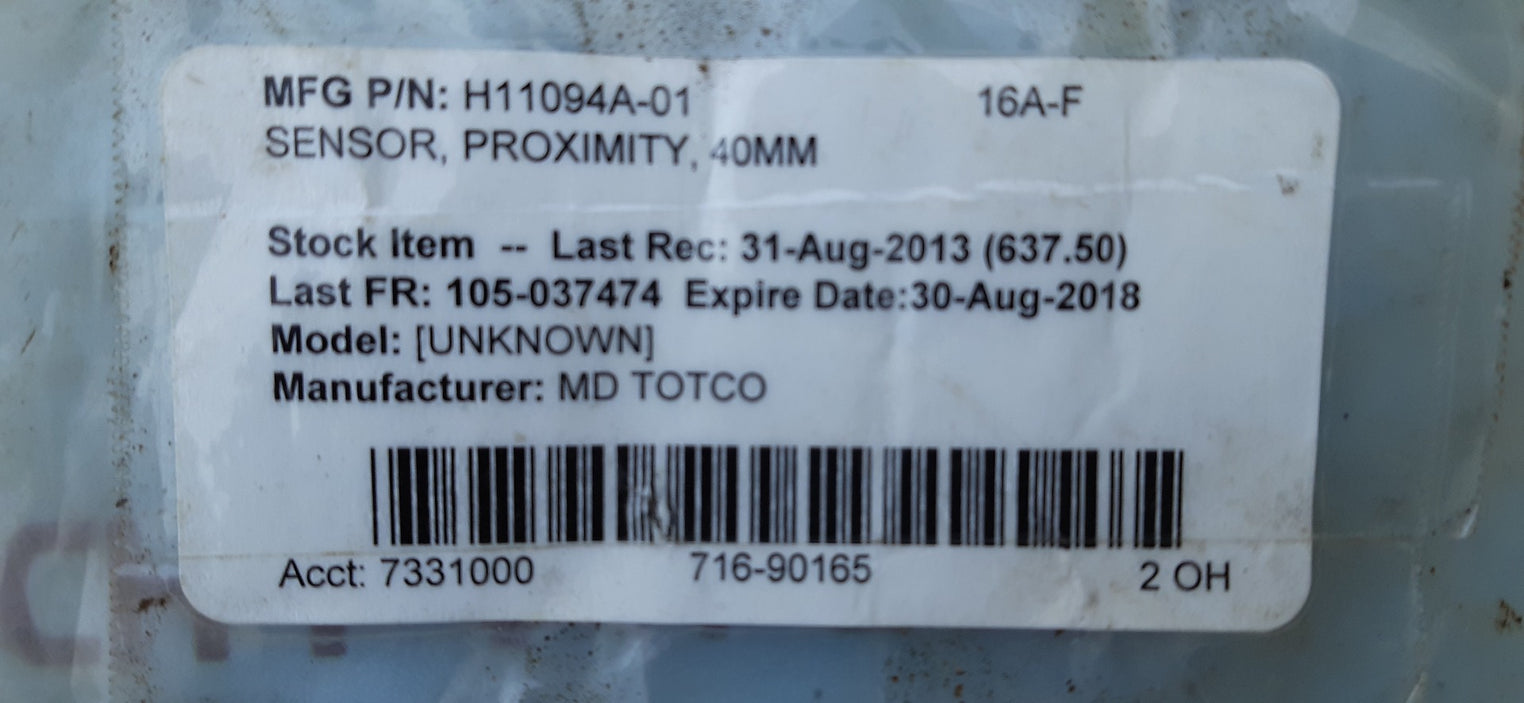 MFG P/N: H11094A-01 16A-F
SENSOR, PROXIMITY, 40MM
Stock Item -- Last Rec: 31-Aug-2013 (637.50)
Last FR: 105-037474 Expire Date:30-Aug-2018
Model: [UNKNOWN]
Manufacturer: MD TOTCO
Acct: 7331000 716-90165 2 OH